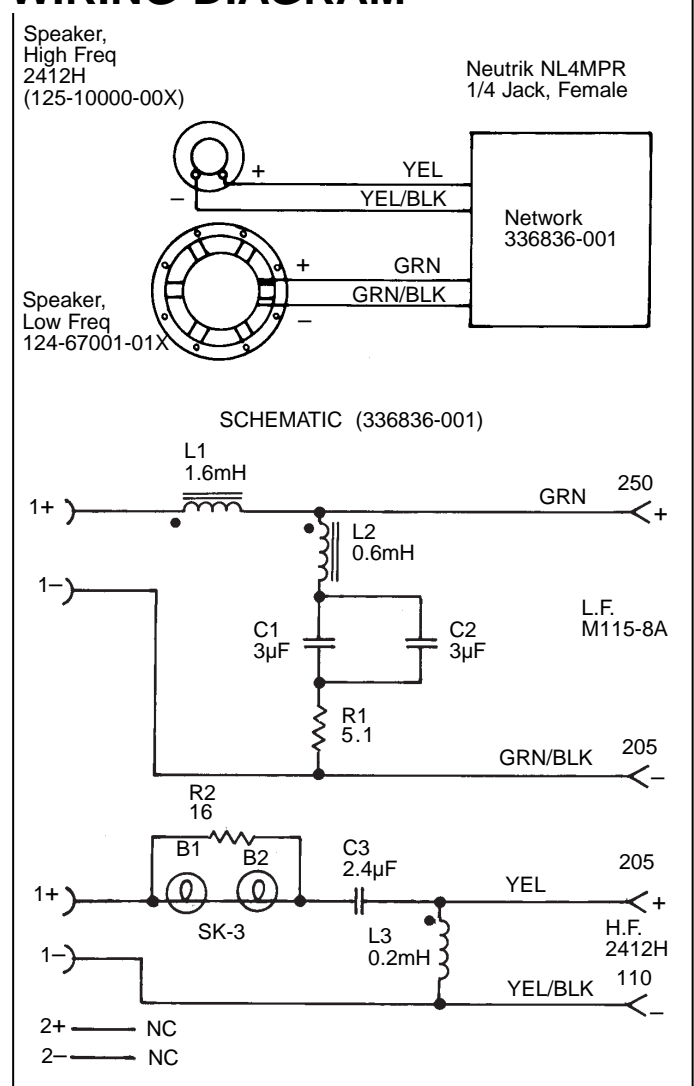 WIRING DIAGRAM
Speaker,
High Freq
2412H
(125-10000-00X)
Neutrik NL4MPR
1/4 Jack, Female
+
YEL
–
YEL/BLK
Network
336836-001
+
GRN
GRN/BLK
–
Speaker,
Low Freq
124-67001-01X
SCHEMATIC (336836-001)
L1
1.6mH
1+
GRN
250
+
L2
0.6mH
1–
C1
3µF
C2
3µF
L.F.
M115-8A
R1
5.1
GRN/BLK
205
–
R2
16
B1
B2
C3
2.4µF
205
1+
YEL
+
SK-3
L3
0.2mH
H.F.
2412H
1–
110
YEL/BLK
–
2+ NC
2– NC